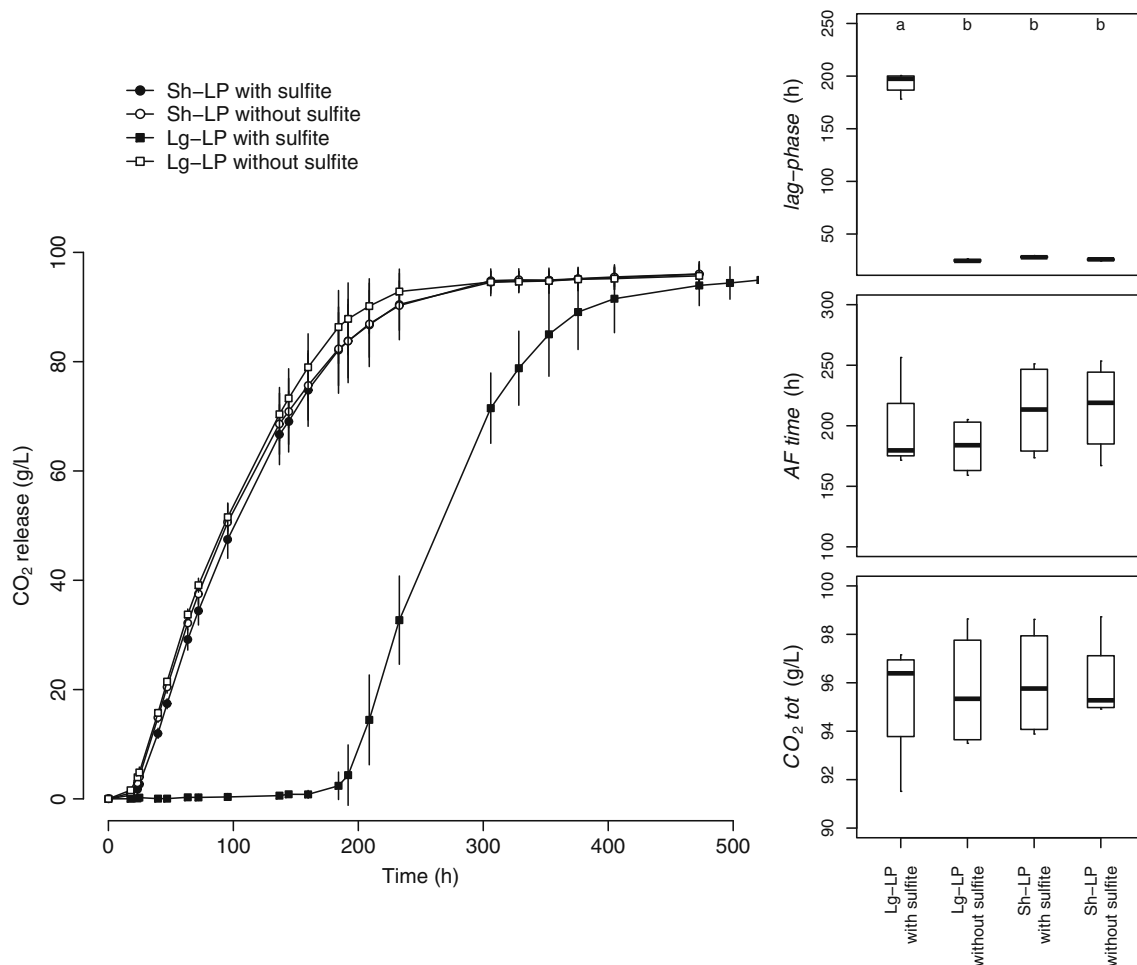 Sh-LP with sulfite
Sh-LP without sulfite
Lg-LP with sulfite
Lg-LP without sulfite
CO2 release (g/L)
0
20
40
60
80
100
0 100 200 300 400 500
Time (h)
a b b b
lag-phase (h)
50
100
150
200
250
AF time (h)
100
150
200
250
300
CO2 tot (g/L)
90
92
94
96
98
100
Lg-LP
with sulfite
Lg-LP
without sulfite
Sh-LP
with sulfite
Sh-LP
without sulfite